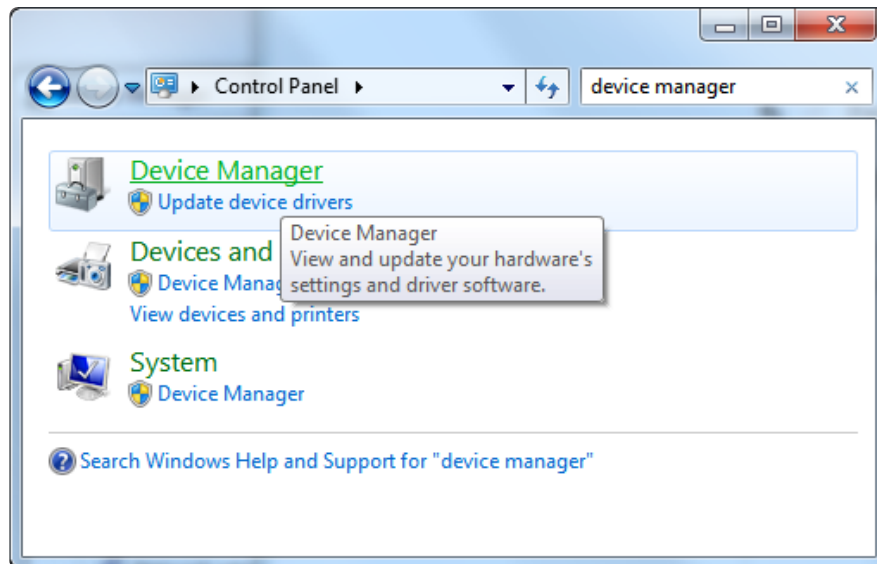 Control Panel
device manager
Device Manager
Update device drivers
Device Manager
View and update your hardware's
settings and driver software.
Devices and
Device Manag
View devices and printers
System
Device Manager
Search Windows Help and Support for "device manager"